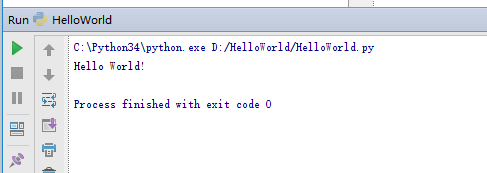 Run HelloWorld
C:\Python34\python.exe D:/HelloWorld/HelloWorld.py
Hello World!
Process finished with exit code 0